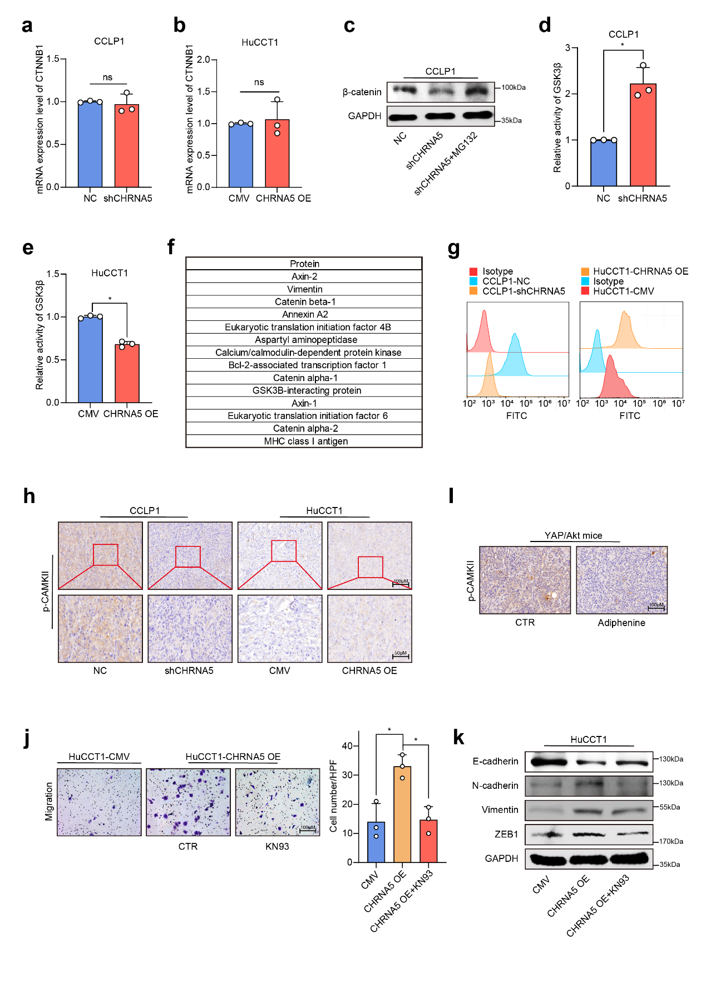 a
CCLP1
mRNA expression level of CTNNB1
1.5
1.0
0.5
0.0
ns
NC
shCHRNA5
b
HuCCT1
mRNA expression level of CTNNB1
2.0
1.5
1.0
0.5
0.0
ns
CMV
CHRNA5 OE
c
CCLP1
β-catenin
100kDa
GAPDH
35kDa
NC
shCHRNA5
shCHRNA5+MG132
d
CCLP1
Relative activity of GSK3β
3
2
1
0
*
NC
shCHRNA5
e
HuCCT1
Relative activity of GSK3β
1.5
1.0
0.5
0.0
*
CMV
CHRNA5 OE
f
Protein
Axin-2
Vimentin
Catenin beta-1
Annexin A2
Eukaryotic translation initiation factor 4B
Aspartyl aminopeptidase
Calcium/calmodulin-dependent protein kinase
Bcl-2-associated transcription factor 1
Catenin alpha-1
GSK3B-interacting protein
Axin-1
Eukaryotic translation initiation factor 6
Catenin alpha-2
MHC class I antigen
g
Isotype
CCLP1-NC
CCLP1-shCHRNA5
10² 10³ 10⁴ 10⁵ 10⁶ 10⁷
FITC
HuCCT1-CHRNA5 OE
Isotype
HuCCT1-CMV
10² 10³ 10⁴ 10⁵ 10⁶ 10⁷
FITC
h
CCLP1
HuCCT1
p-CAMKII
100μM
50μM
NC
shCHRNA5
CMV
CHRNA5 OE
I
YAP/Akt mice
p-CAMKII
100μM
CTR
Adiphenine
j
HuCCT1-CMV
HuCCT1-CHRNA5 OE
Migration
100μM
CTR
KN93
Cell number/HPF
40
30
20
10
0
*
*
CMV
CHRNA5 OE
CHRNA5 OE+KN93
k
HuCCT1
E-cadherin
130kDa
N-cadherin
130kDa
Vimentin
55kDa
ZEB1
170kDa
GAPDH
35kDa
CMV
CHRNA5 OE
CHRNA5 OE+KN93